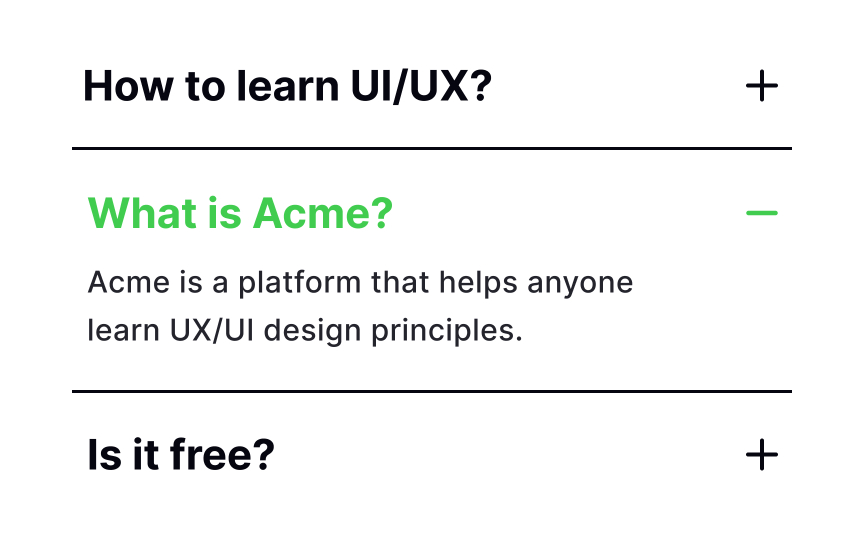 How to learn UI/UX?
What is Acme?
Acme is a platform that helps anyone
learn UX/UI design principles.
Is it free?